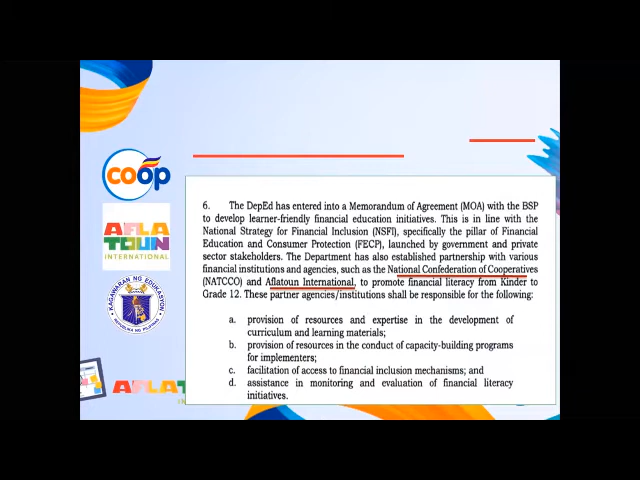 coop
AFLA
TOUN
INTERNATIONAL
KAGAWARAN NG EDUKASYON
REPUBLIKA NG PILIPINAS
6. The DepEd has entered into a Memorandum of Agreement (MOA) with the BSP
to develop learner-friendly financial education initiatives. This is in line with the
National Strategy for Financial Inclusion (NSFI), specifically the pillar of Financial
Education and Consumer Protection (FECP), launched by government and private
sector stakeholders. The Department has also established partnership with various
financial institutions and agencies, such as the National Confederation of Cooperatives
(NATCCO) and Aflatoun International, to promote financial literacy from Kinder to
Grade 12. These partner agencies/institutions shall be responsible for the following:
a. provision of resources and expertise in the development of
curriculum and learning materials;
b. provision of resources in the conduct of capacity-building programs
for implementers;
c. facilitation of access to financial inclusion mechanisms; and
d. assistance in monitoring and evaluation of financial literacy
initiatives.
AFLAT
IN